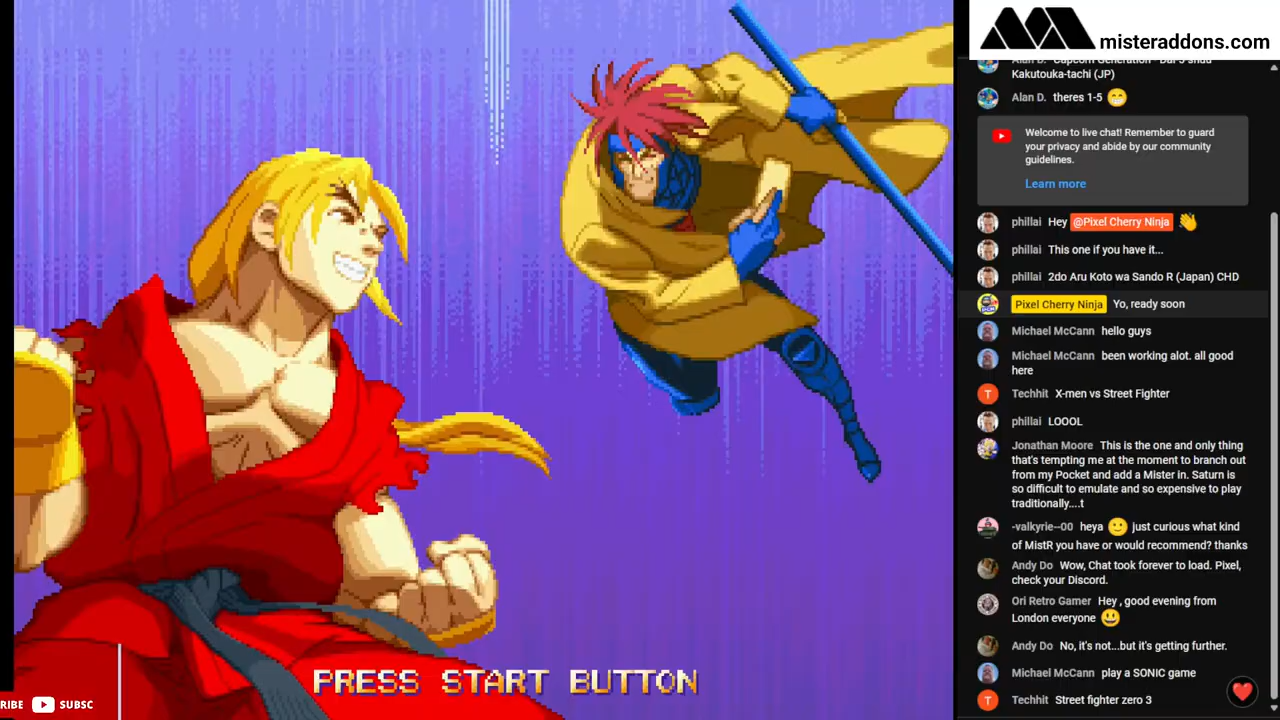 misteraddons.com
Kakutouka-tachi (JP)
Alan D. theres 1-5
Welcome to live chat! Remember to guard
your privacy and abide by our community
guidelines.
Learn more
phillai Hey @Pixel Cherry Ninja
phillai This one if you have it...
phillai 2do Aru Koto wa Sando R (Japan) CHD
Pixel Cherry Ninja Yo, ready soon
Michael McCann hello guys
Michael McCann been working alot. all good
here
Techhit X-men vs Street Fighter
phillai LOOOL
Jonathan Moore This is the one and only thing
that's tempting me at the moment to branch out
from my Pocket and add a Mister in. Saturn is
so difficult to emulate and so expensive to play
traditionally....t
-valkyrie--00 heya just curious what kind
of MistR you have or would recommend? thanks
Andy Do Wow, Chat took forever to load. Pixel,
check your Discord.
Ori Retro Gamer Hey , good evening from
London everyone
Andy Do No, it's not...but it's getting further.
Michael McCann play a SONIC game
Techhit Street fighter zero 3
PRESS START BUTTON
RIBE SUBSC